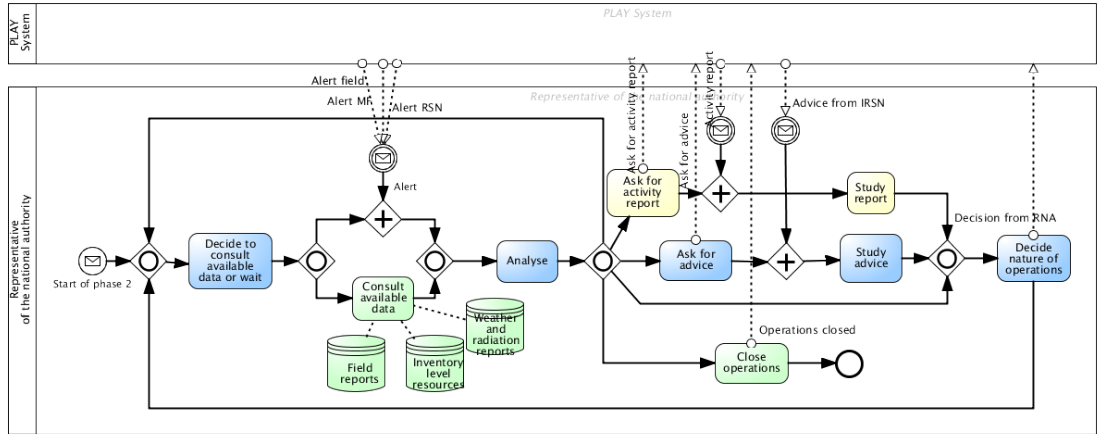 PLAY
System
PLAY System
Representative
of the national authority
Representative of the national authority
Alert field
Alert MF
Alert RSN
Alert
Start of phase 2
Decide to
consult
available
data or wait
Consult
available
data
Field
reports
Inventory
level
resources
Weather
and
radiation
reports
Analyse
Ask for activity report
Ask for advice
Activity report
Advice from IRSN
Ask for
activity
report
Ask for
advice
Study
report
Study
advice
Decision from RNA
Decide
nature of
operations
Operations closed
Close
operations